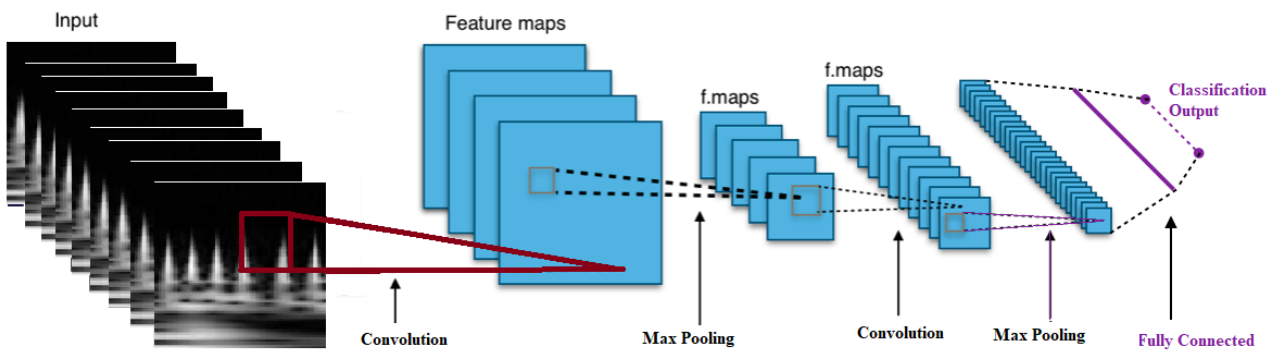 Input
Feature maps
f.maps
f.maps
Classification
Output
Convolution
Max Pooling
Convolution
Max Pooling
Fully Connected